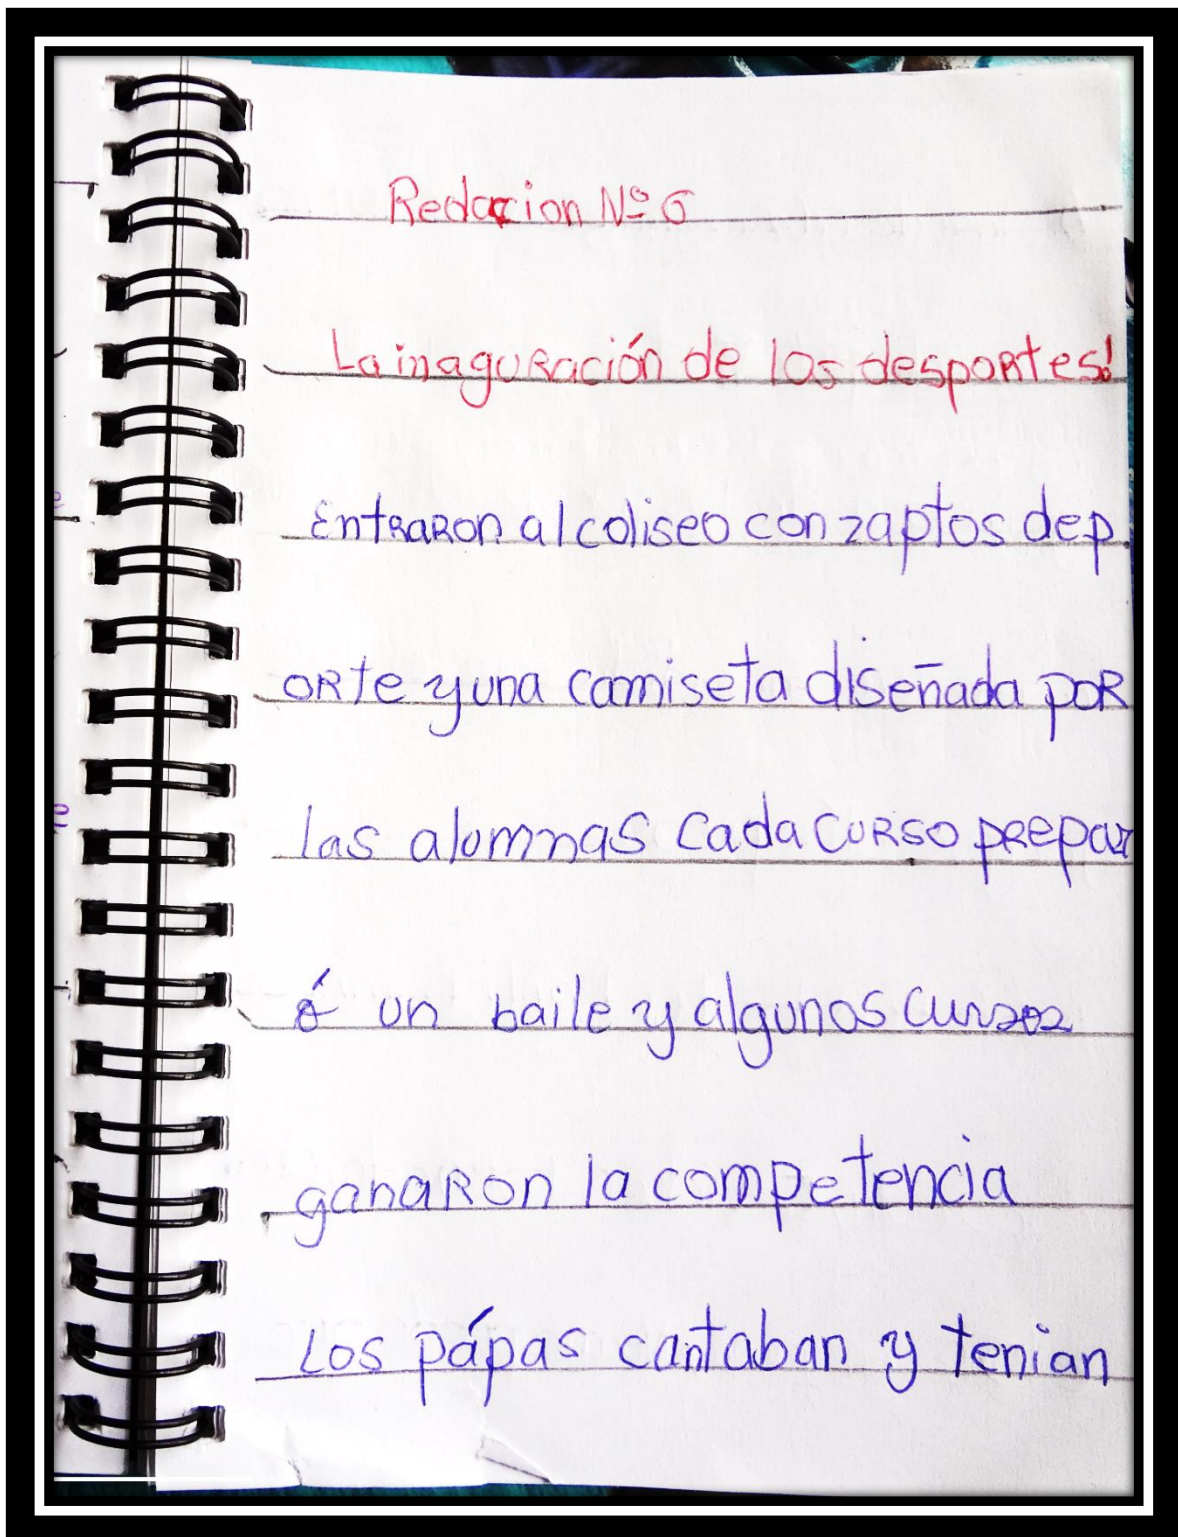 Redaccion Nº 6
La inaguración de los desportes!
Entraron al coliseo con zaptos dep
orte y una camiseta diseñada por
las alumnas cada curso prepar
ó un baile y algunos cursos
ganaron la competencia
Los pápas cantaban y tenian